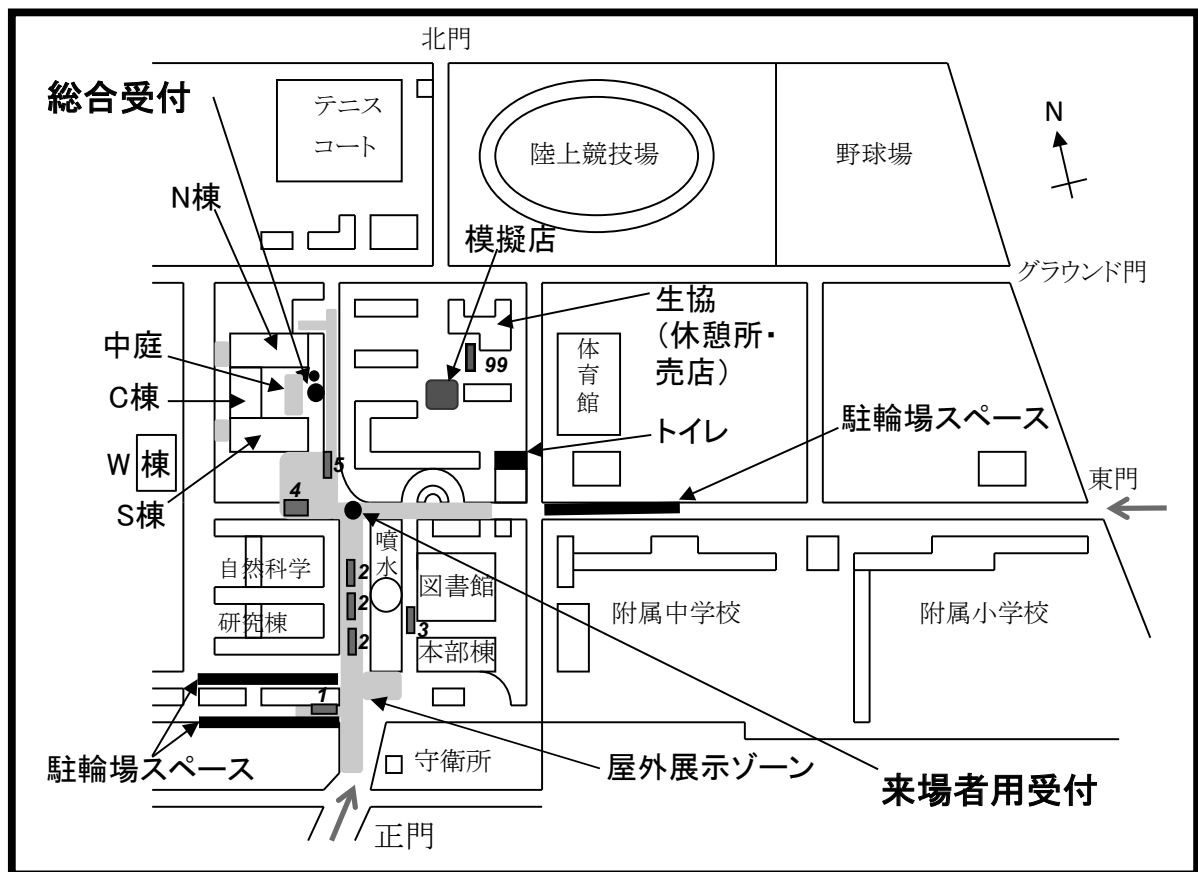 北門
総合受付
テニス
コート
陸上競技場
野球場
N
N棟
模擬店
グラウンド門
生協
(休憩所・
売店)
中庭
99
体
育
館
C棟
駐輪場スペース
トイレ
W棟
5
東門
4
S棟
噴
水
自然科学
2
図書館
2
附属中学校
附属小学校
研究棟
3
2
本部棟
1
駐輪場スペース
守衛所
屋外展示ゾーン
来場者用受付
正門